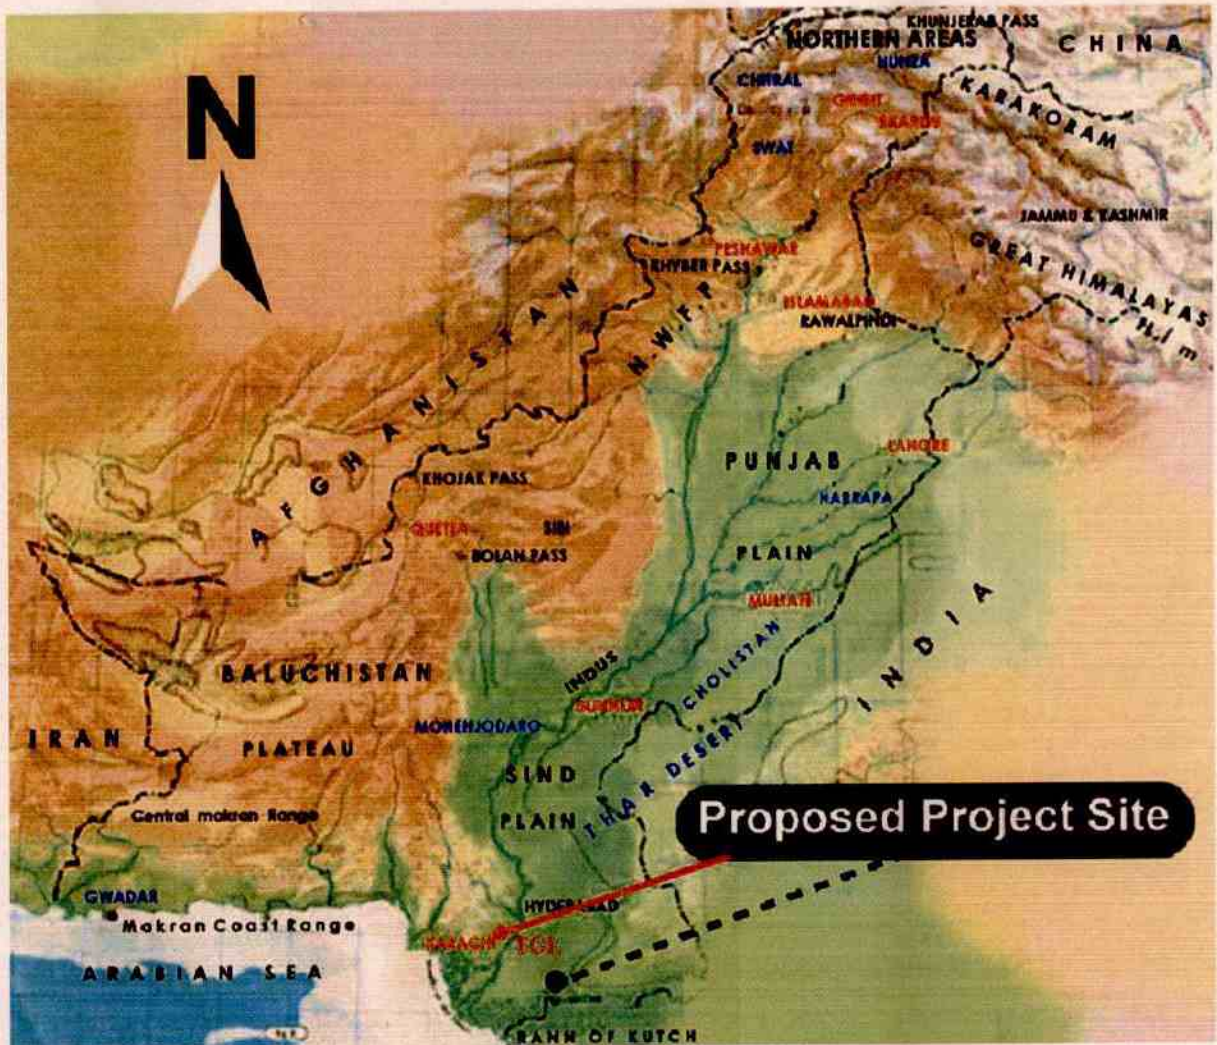 KHUNJERAB PASS
NORTHERN AREAS
CHINA
HUNZA
N
CHITRAL
GILGIT
SKARDU
KARAKORAM
SWAT
JAMMU & KASHMIR
PESHAWAR
KHYBER PASS
GREAT HIMALAYAS
ISLAMABAD
RAWALPINDI
N.W.F.P
AFGHANISTAN
PUNJAB
LAHORE
KHOJAK PASS
HARRAPA
QUETTA
SIBI
BOLAN PASS
PLAIN
MULTAN
INDIA
CHOLISTAN
INDUS
BALUCHISTAN
SUKKUR
MOHENJODARO
IRAN
PLATEAU
THAR DESERT
SIND
PLAIN
Proposed Project Site
Central makran Range
GWADAR
HYDERABAD
Makran Coast Range
KARACHI
ARABIAN SEA
RANN OF KUTCH